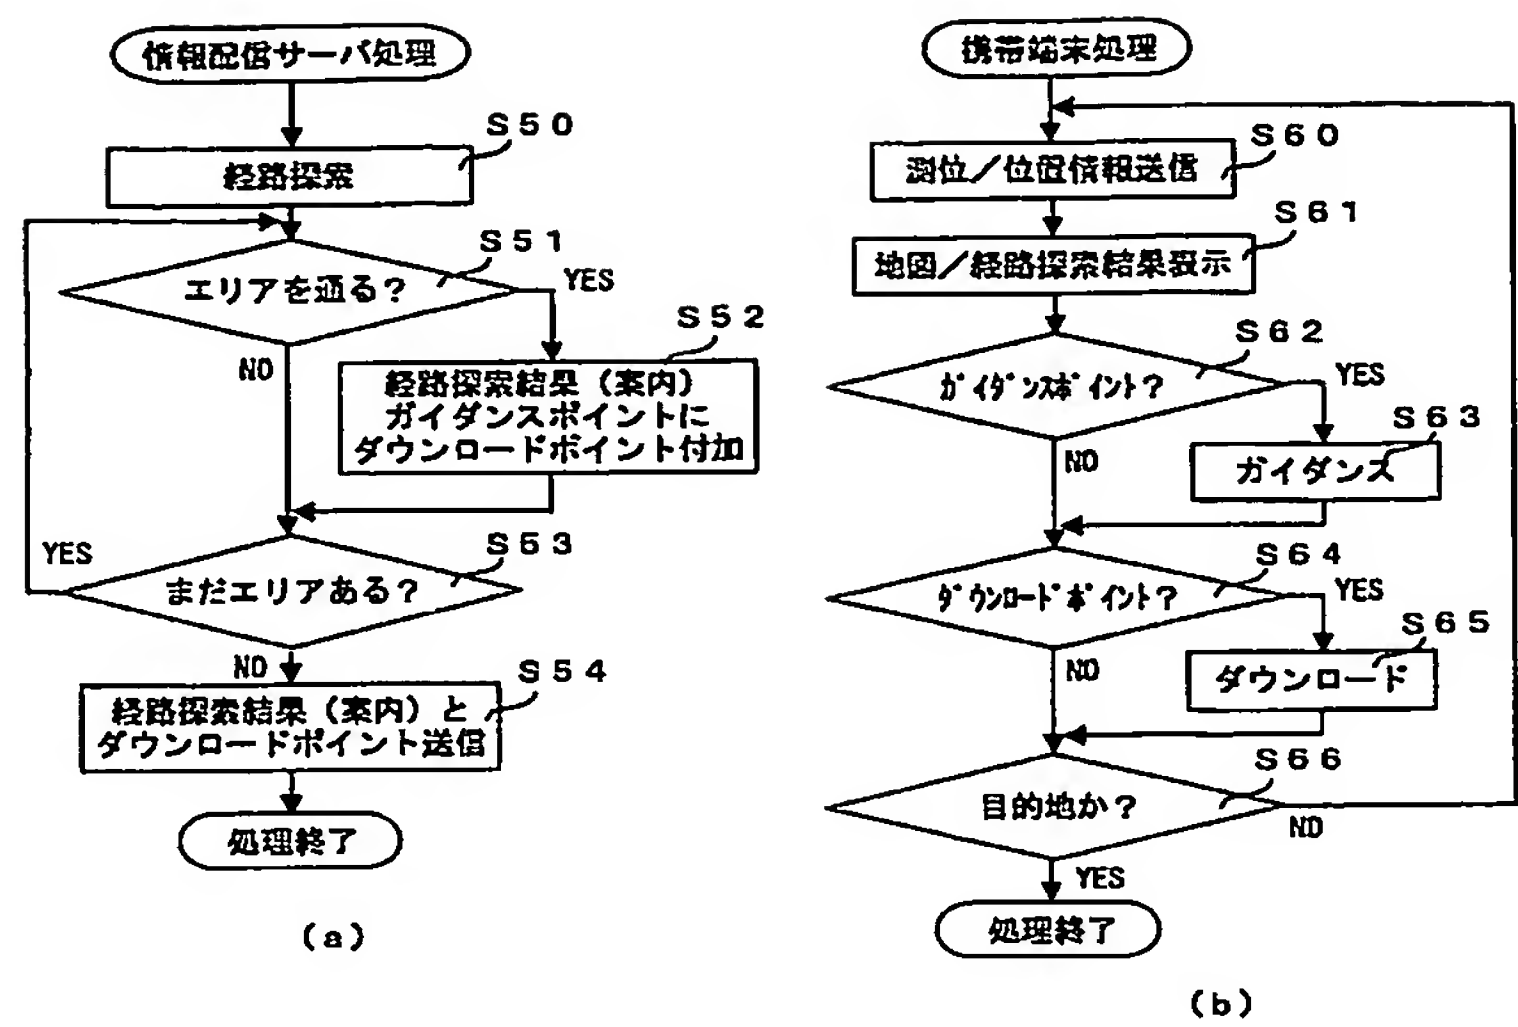 情報配信サーバ処理
S50
経路探索
S51
エリアを通る?
YES
NO
S52
経路探索結果(案内)
ガイダンスポイントに
ダウンロードポイント付加
S53
まだエリアある?
YES
NO
S54
経路探索結果(案内)と
ダウンロードポイント送信
処理終了
(a)
携帯端末処理
S60
測位/位置情報送信
S61
地図/経路探索結果表示
S62
ガイダンスポイント?
YES
NO
S63
ガイダンス
S64
ダウンロードポイント?
YES
NO
S65
ダウンロード
S66
目的地か?
NO
YES
処理終了
(b)